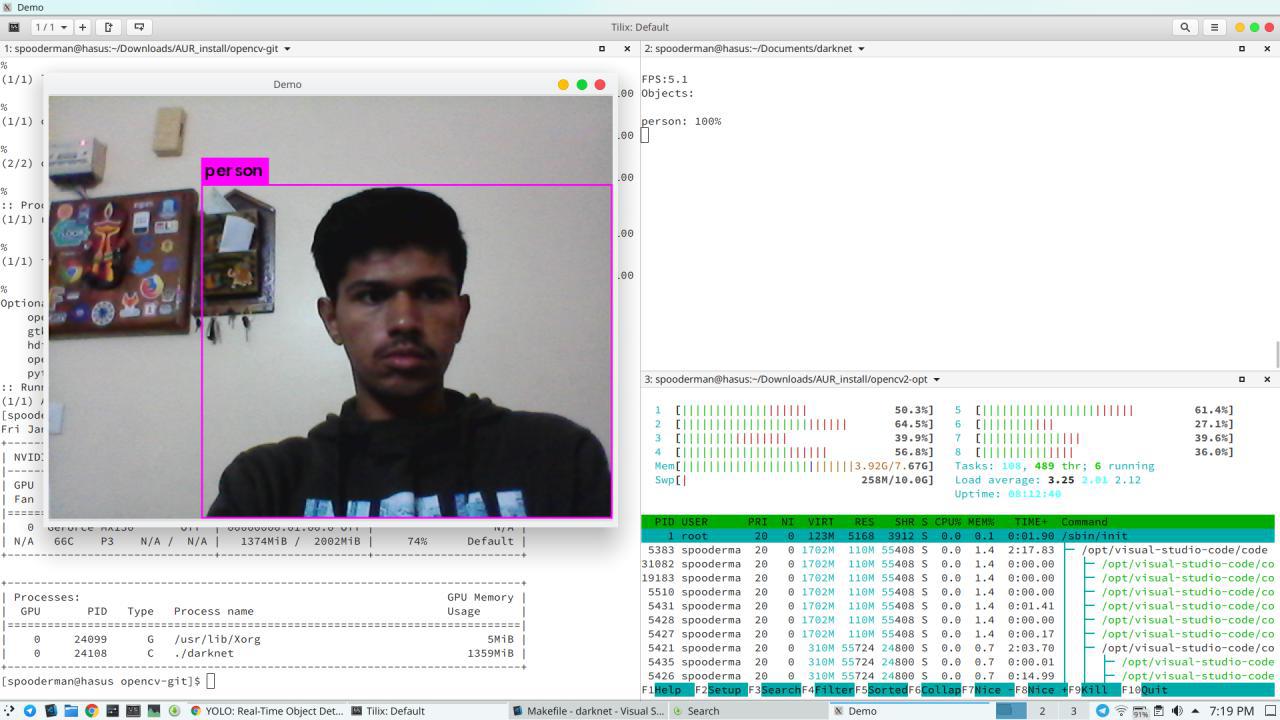 Demo
1 / 1
Tilix: Default
1: spooderman@hasus:~/Downloads/AUR_install/opencv-git
%
(1/1)
%
(1/1)
%
(2/2)
%
:: Proc
(1/1)
%
(1/1)
%
Optiona
:: Runn
(1/1)
[spoode
Fri Jan
| NVIDI
| GPU
| Fan
Demo
person
| 0 GeForce MX130 Off | 00000000:01:00.0 Off | N/A |
| N/A 66C P3 N/A / N/A | 1374MiB / 2002MiB | 74% Default |
| Processes: GPU Memory |
| GPU PID Type Process name Usage |
| 0 24099 G /usr/lib/Xorg 5MiB |
| 0 24108 C ./darknet 1359MiB |
[spooderman@hasus opencv-git]$
2: spooderman@hasus:~/Documents/darknet
FPS:5.1
Objects:
person: 100%
3: spooderman@hasus:~/Downloads/AUR_install/opencv2-opt
1 [ 50.3%] 5 [ 61.4%]
2 [ 64.5%] 6 [ 27.1%]
3 [ 39.9%] 7 [ 39.6%]
4 [ 56.8%] 8 [ 36.0%]
Mem[ 3.92G/7.67G] Tasks: 108, 489 thr; 6 running
Swp[ 258M/10.0G] Load average: 3.25 2.01 2.12
Uptime: 08:12:40
PID USER PRI NI VIRT RES SHR S CPU% MEM% TIME+ Command
1 root 20 0 123M 5168 3912 S 0.0 0.1 0:01.90 /sbin/init
5383 spooderma 20 0 1702M 110M 55408 S 0.0 1.4 2:17.83 /opt/visual-studio-code/code
31082 spooderma 20 0 1702M 110M 55408 S 0.0 1.4 0:00.00 /opt/visual-studio-code/co
19183 spooderma 20 0 1702M 110M 55408 S 0.0 1.4 0:00.00 /opt/visual-studio-code/co
5510 spooderma 20 0 1702M 110M 55408 S 0.0 1.4 0:00.00 /opt/visual-studio-code/co
5431 spooderma 20 0 1702M 110M 55408 S 0.0 1.4 0:01.41 /opt/visual-studio-code/co
5428 spooderma 20 0 1702M 110M 55408 S 0.0 1.4 0:00.00 /opt/visual-studio-code/co
5427 spooderma 20 0 1702M 110M 55408 S 0.0 1.4 0:00.17 /opt/visual-studio-code/co
5421 spooderma 20 0 310M 55724 24800 S 0.0 0.7 2:03.70 /opt/visual-studio-code/co
5435 spooderma 20 0 310M 55724 24800 S 0.0 0.7 0:00.01 /opt/visual-studio-code
5426 spooderma 20 0 310M 55724 24800 S 0.0 0.7 0:14.99 /opt/visual-studio-code
F1Help F2Setup F3SearchF4FilterF5SortedF6CollapF7Nice -F8Nice +F9Kill F10Quit
YOLO: Real-Time Object Det...
Tilix: Default
Makefile - darknet - Visual S...
Search
Demo
2
3
91%
7:19 PM